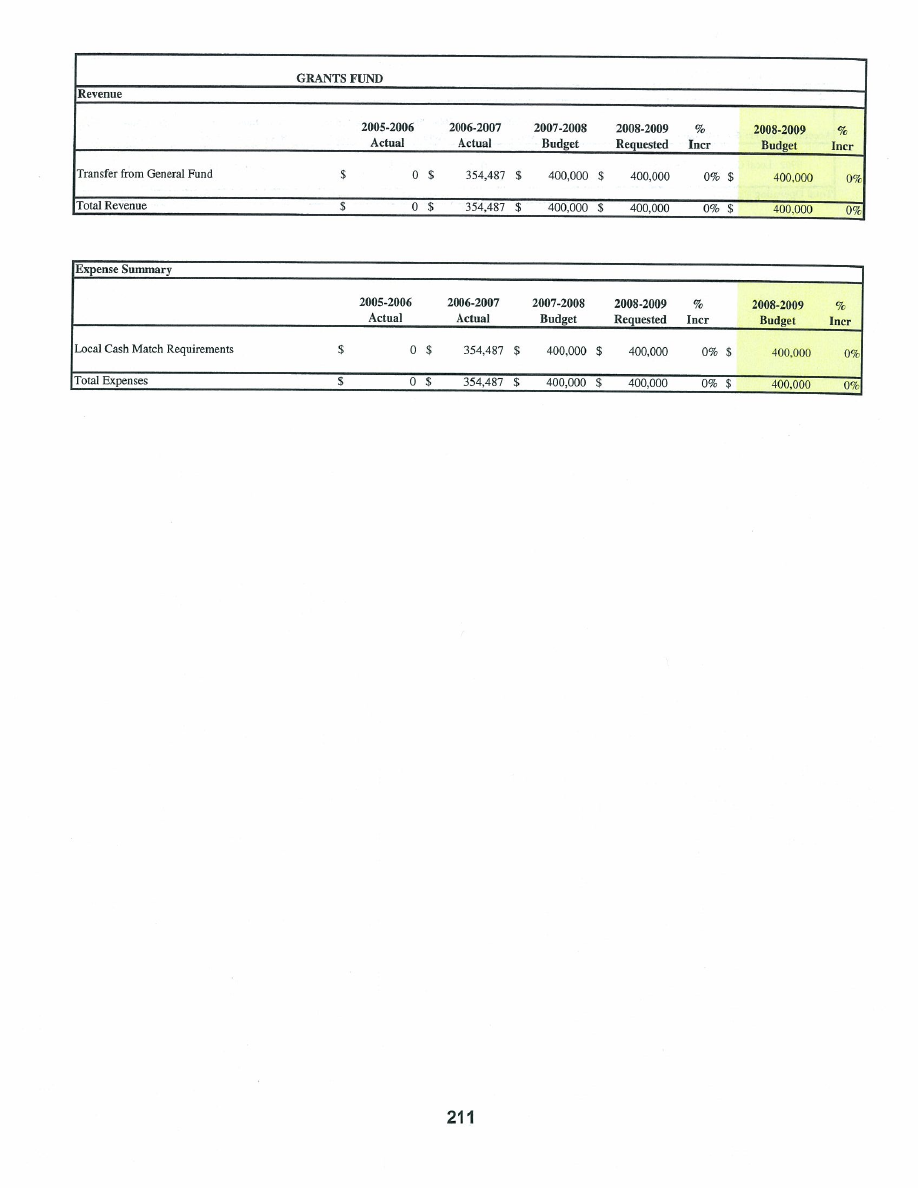 GRANTS FUND
Revenue
2005-2006 2006-2007 2007-2008 2008-2009 % 2008-2009 %
Actual Actual Budget Requested Incr Budget Incr
Transfer from General Fund $ 0 $ 354,487 $ 400,000 $ 400,000 0% $ 400,000 0%
Total Revenue $ 0 $ 354,487 $ 400,000 $ 400,000 0% $ 400,000 0%
Expense Summary
2005-2006 2006-2007 2007-2008 2008-2009 % 2008-2009 %
Actual Actual Budget Requested Incr Budget Incr
Local Cash Match Requirements $ 0 $ 354,487 $ 400,000 $ 400,000 0% $ 400,000 0%
Total Expenses $ 0 $ 354,487 $ 400,000 $ 400,000 0% $ 400,000 0%
211